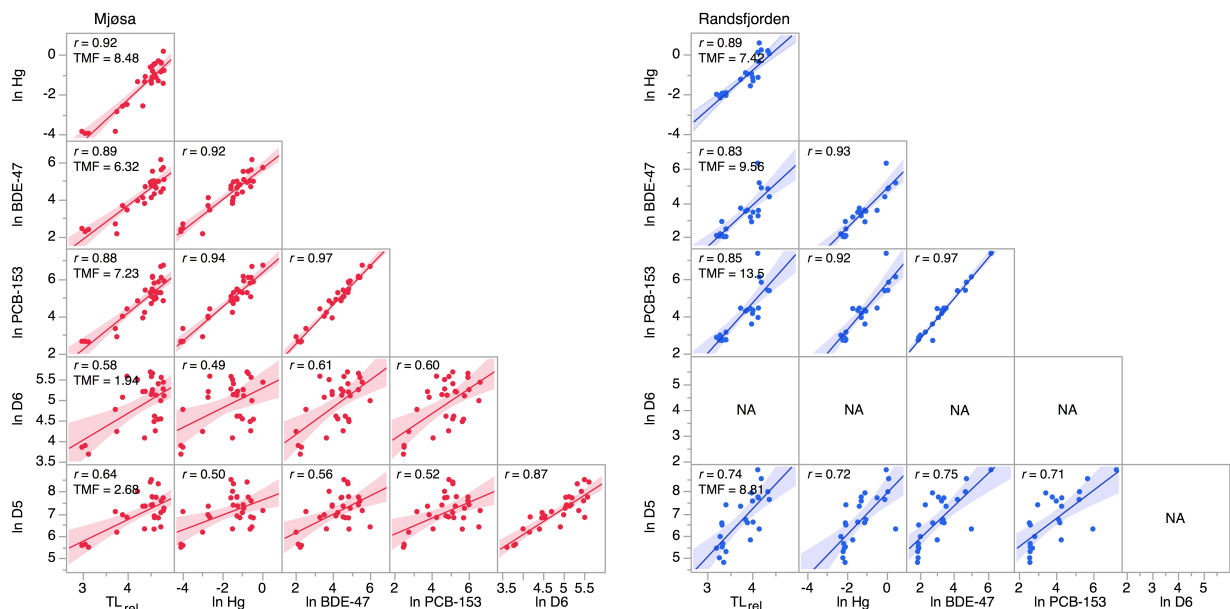 Mjøsa
r = 0.92
TMF = 8.48
ln Hg
0
-2
-4
r = 0.89
TMF = 6.32
r = 0.92
ln BDE-47
6
4
2
r = 0.88
TMF = 7.23
r = 0.94
r = 0.97
ln PCB-153
6
4
2
r = 0.58
TMF = 1.94
r = 0.49
r = 0.61
r = 0.60
ln D6
5.5
5
4.5
4
3.5
r = 0.64
TMF = 2.68
r = 0.50
r = 0.56
r = 0.52
r = 0.87
ln D5
8
7
6
5
3 4
-4 -2 0
2 4 6
2 4 6
3.5 4.5 5 5.5
TLrel
ln Hg
ln BDE-47
ln PCB-153
ln D6
Randsfjorden
r = 0.89
TMF = 7.42
ln Hg
0
-2
-4
r = 0.83
TMF = 9.56
r = 0.93
ln BDE-47
6
4
2
r = 0.85
TMF = 13.5
r = 0.92
r = 0.97
ln PCB-153
6
4
2
ln D6
5
4
3
2
NA
NA
NA
NA
r = 0.74
TMF = 8.81
r = 0.72
r = 0.75
r = 0.71
NA
ln D5
8
7
6
5
3 4
-4 -2 0
2 4 6
2 4 6
2 3 4 5
TLrel
ln Hg
ln BDE-47
ln PCB-153
ln D6